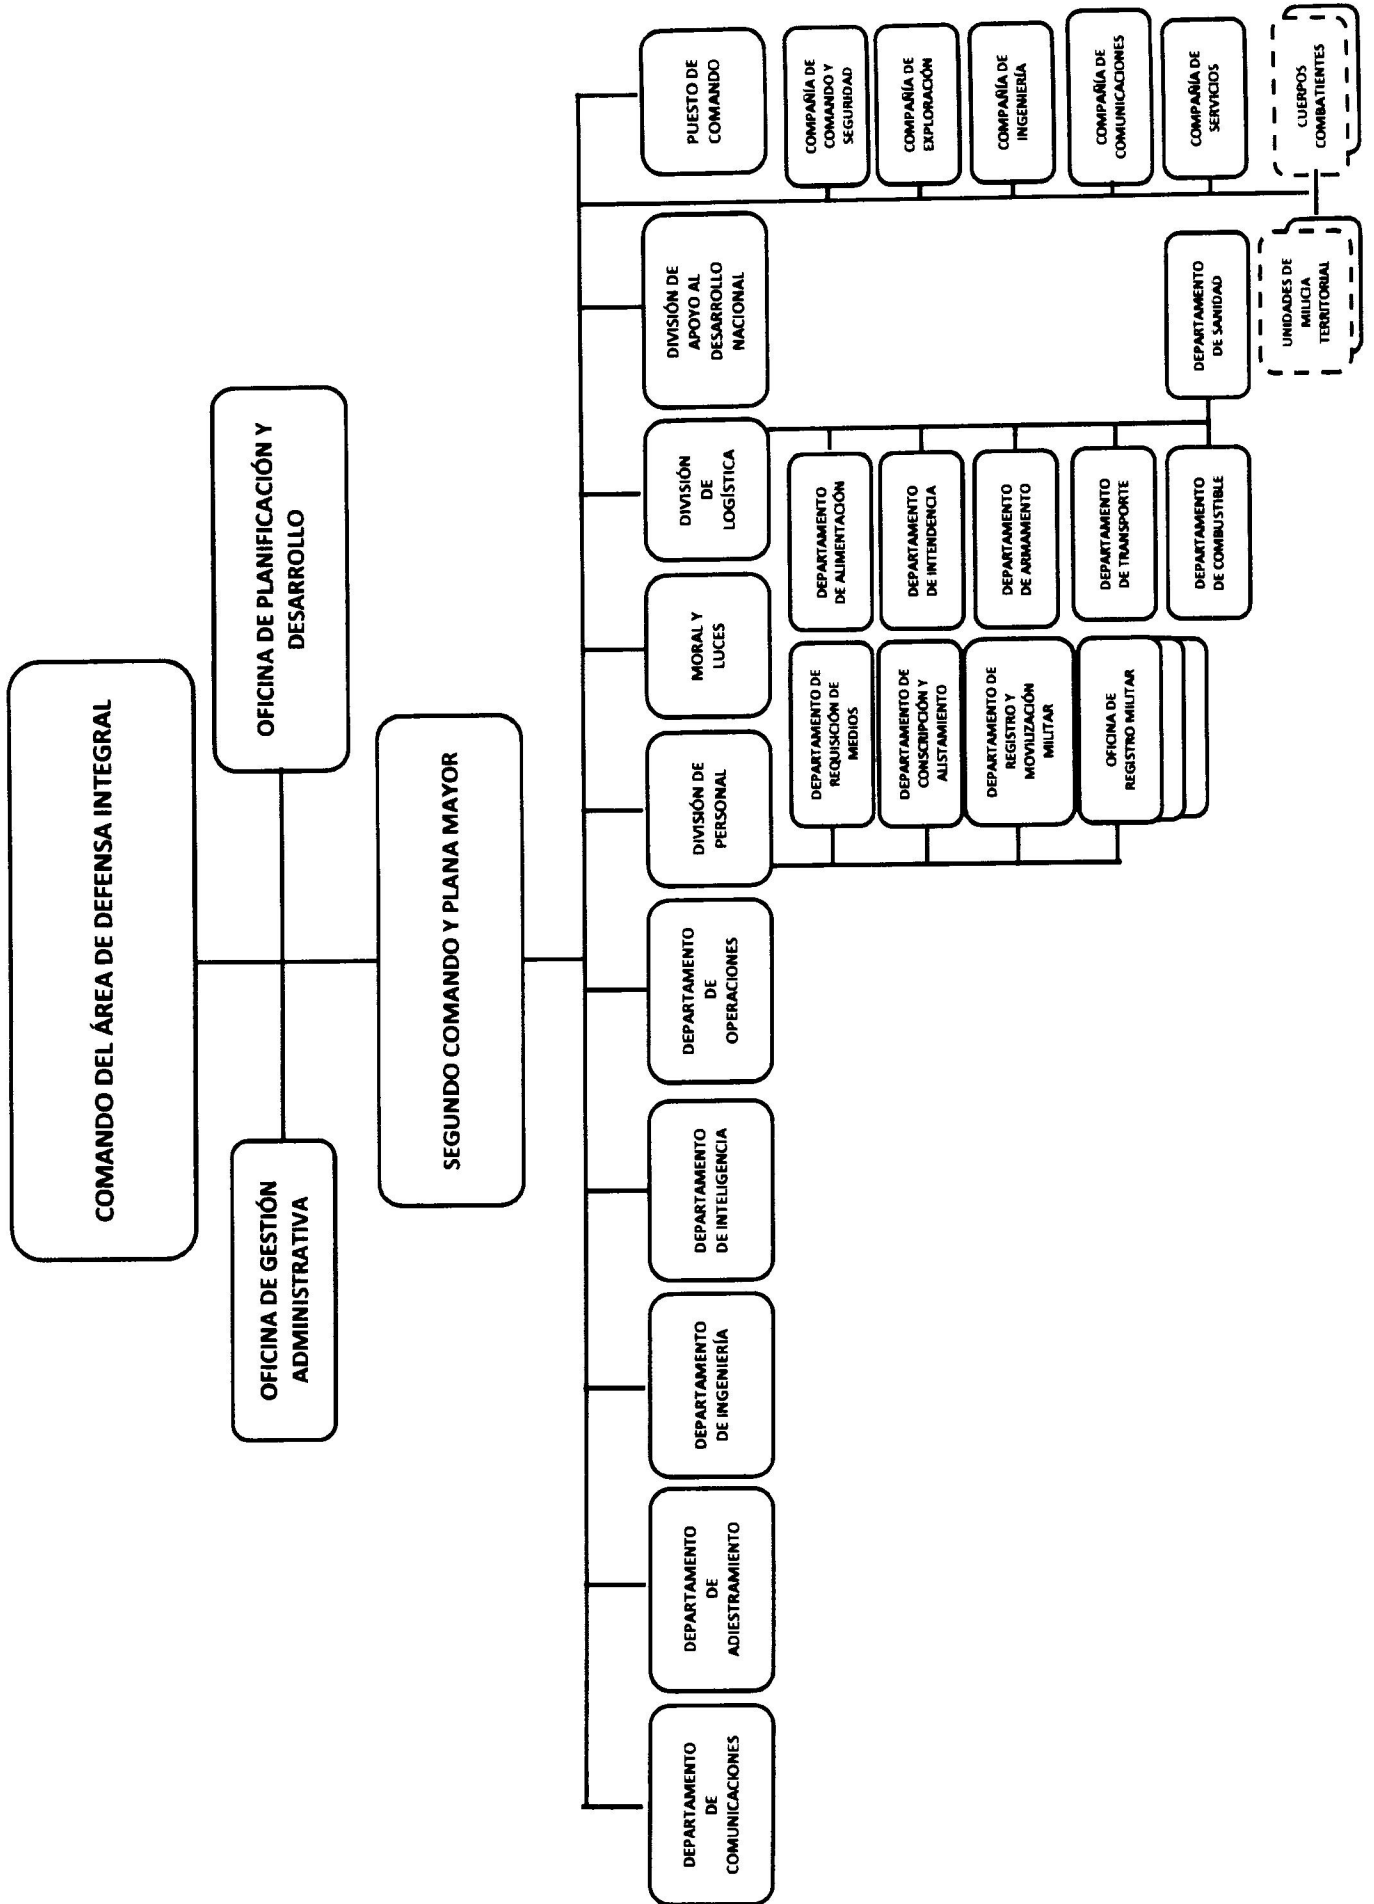 COMANDO DEL ÁREA DE DEFENSA INTEGRAL
OFICINA DE GESTIÓN
ADMINISTRATIVA
OFICINA DE PLANIFICACIÓN Y
DESARROLLO
SEGUNDO COMANDO Y PLANA MAYOR
DEPARTAMENTO
DE
COMUNICACIONES
DEPARTAMENTO
DE
ADIESTRAMIENTO
DEPARTAMENTO
DE INGENIERÍA
DEPARTAMENTO
DE INTELIGENCIA
DEPARTAMENTO
DE
OPERACIONES
DIVISIÓN DE
PERSONAL
MORAL Y
LUCES
DIVISIÓN
DE
LOGÍSTICA
DIVISIÓN DE
APOYO AL
DESARROLLO
NACIONAL
PUESTO DE
COMANDO
DEPARTAMENTO DE
REQUISICIÓN DE
MEDIOS
DEPARTAMENTO DE
CONSCRIPCIÓN Y
ALISTAMIENTO
DEPARTAMENTO DE
REGISTRO Y
MOVILIZACIÓN
MILITAR
OFICINA DE
REGISTRO MILITAR
DEPARTAMENTO
DE ALIMENTACIÓN
DEPARTAMENTO
DE INTENDENCIA
DEPARTAMENTO
DE ARMAMENTO
DEPARTAMENTO
DE TRANSPORTE
DEPARTAMENTO
DE COMBUSTIBLE
DEPARTAMENTO
DE SANIDAD
COMPAÑÍA DE
COMANDO Y
SEGURIDAD
COMPAÑÍA DE
EXPLORACIÓN
COMPAÑÍA DE
INGENIERÍA
COMPAÑÍA DE
COMUNICACIONES
COMPAÑÍA DE
SERVICIOS
UNIDADES DE
MILICIA
TERRITORIAL
CUERPOS
COMBATIENTES